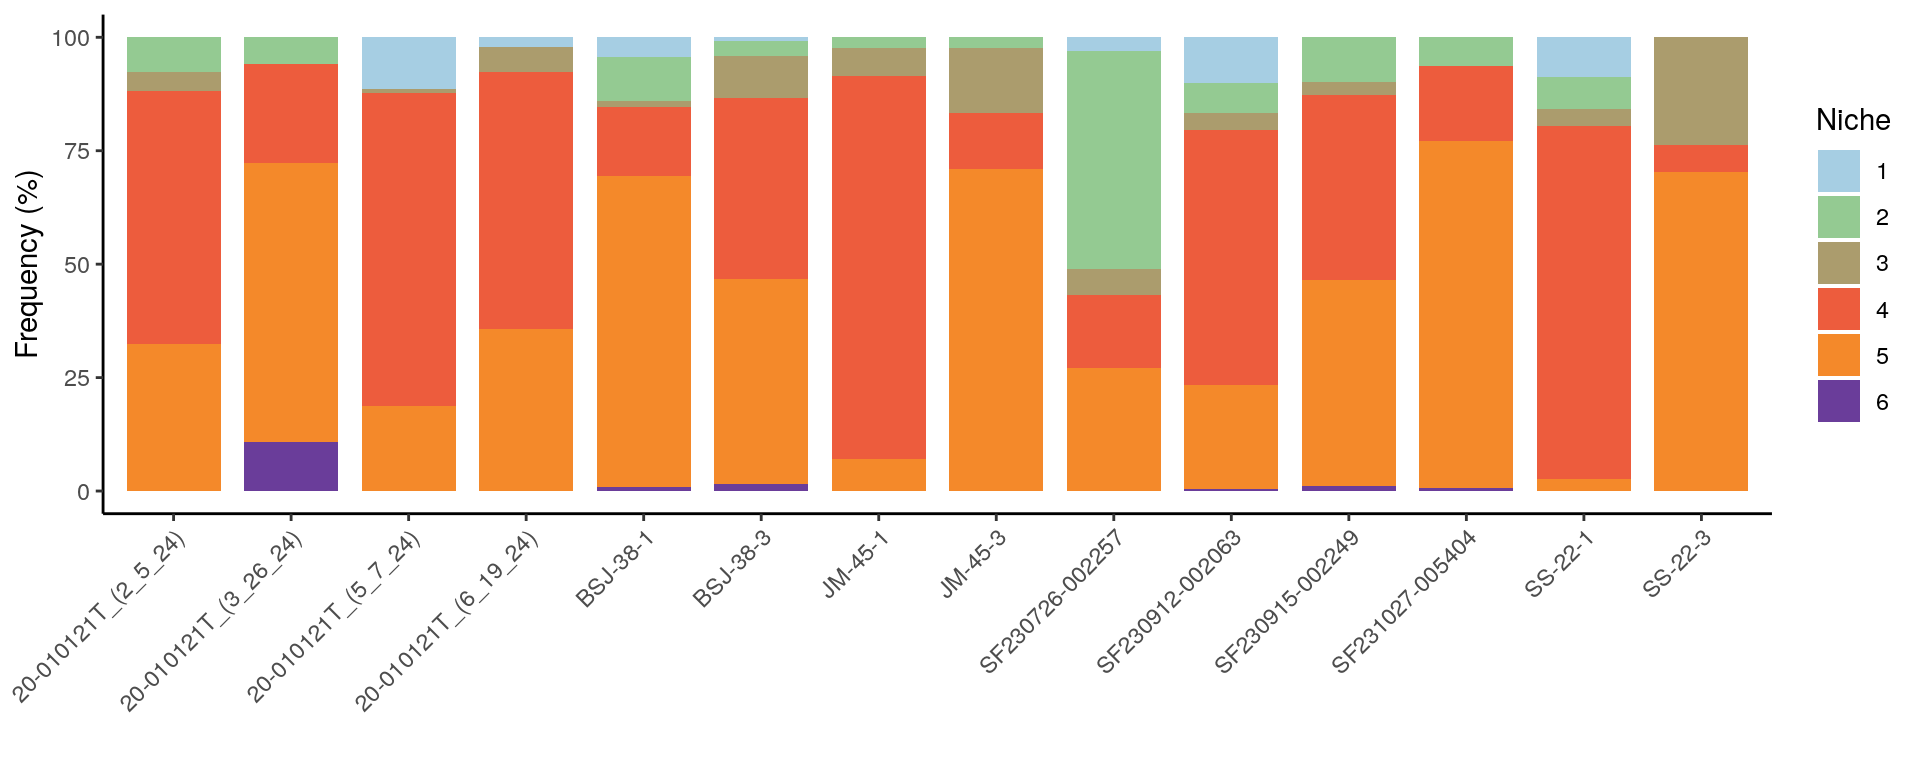 Frequency (%)
100
75
50
25
0
20-010121T_(2_5_24)
20-010121T_(3_26_24)
20-010121T_(5_7_24)
20-010121T_(6_19_24)
BSJ-38-1
BSJ-38-3
JM-45-1
JM-45-3
SF230726-002257
SF230912-002063
SF230915-002249
SF231027-005404
SS-22-1
SS-22-3
Niche
1
2
3
4
5
6